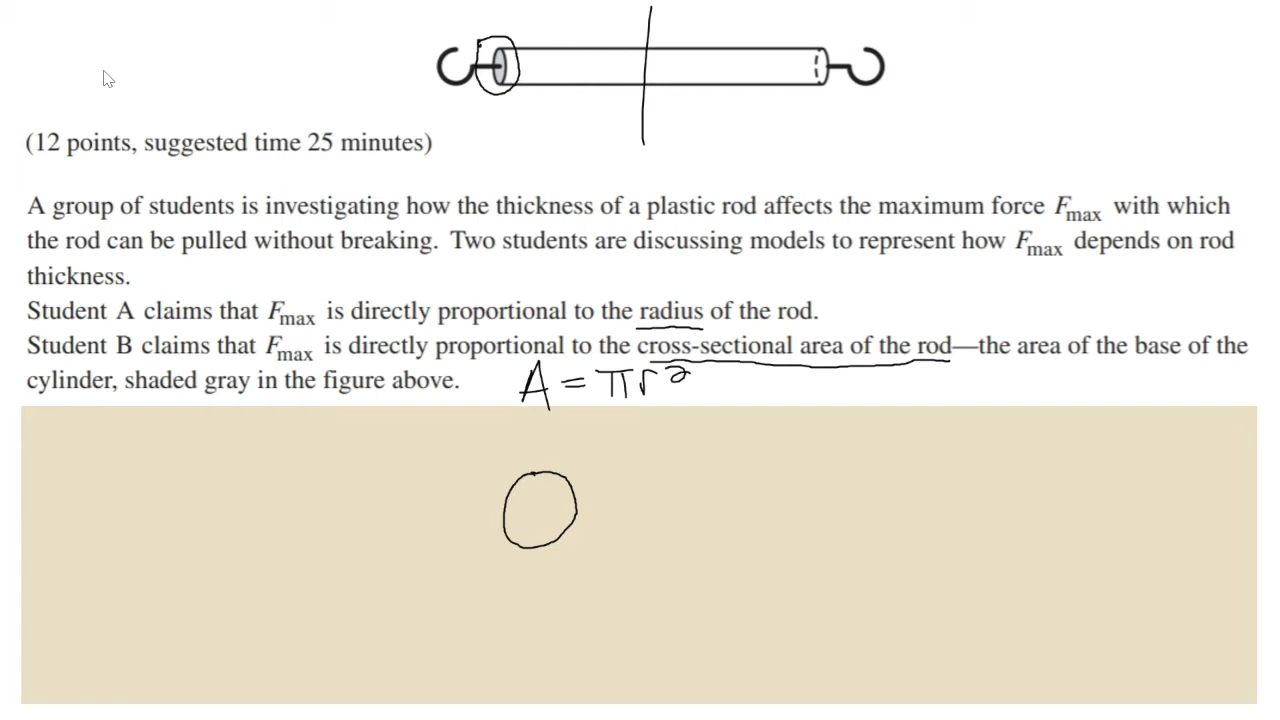 (12 points, suggested time 25 minutes)
A group of students is investigating how the thickness of a plastic rod affects the maximum force Fmax with which
the rod can be pulled without breaking. Two students are discussing models to represent how Fmax depends on rod
thickness.
Student A claims that Fmax is directly proportional to the radius of the rod.
Student B claims that Fmax is directly proportional to the cross-sectional area of the rod—the area of the base of the
cylinder, shaded gray in the figure above.
A = πr²